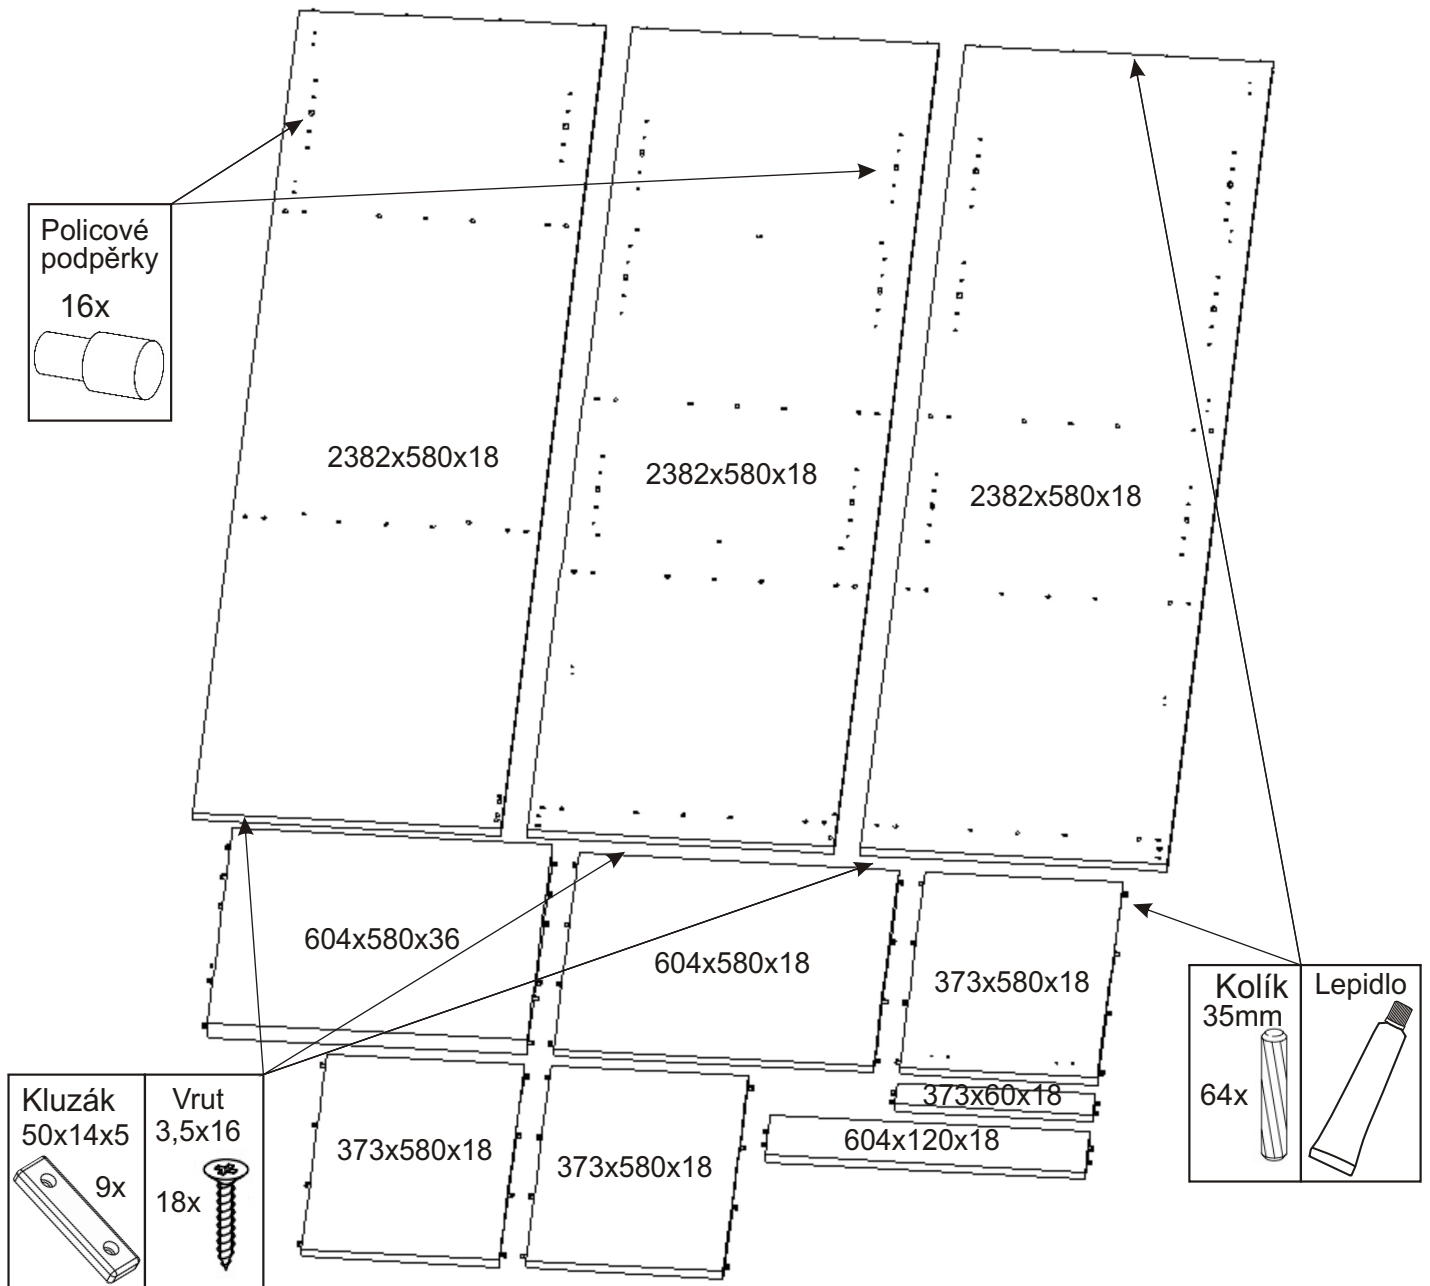 Policové
podpěrky
16x
2382x580x18
2382x580x18
2382x580x18
604x580x36
604x580x18
373x580x18
Kolík
35mm
64x
Lepidlo
Kluzák
50x14x5
9x
Vrut
3,5x16
18x
373x580x18
373x580x18
373x60x18
604x120x18